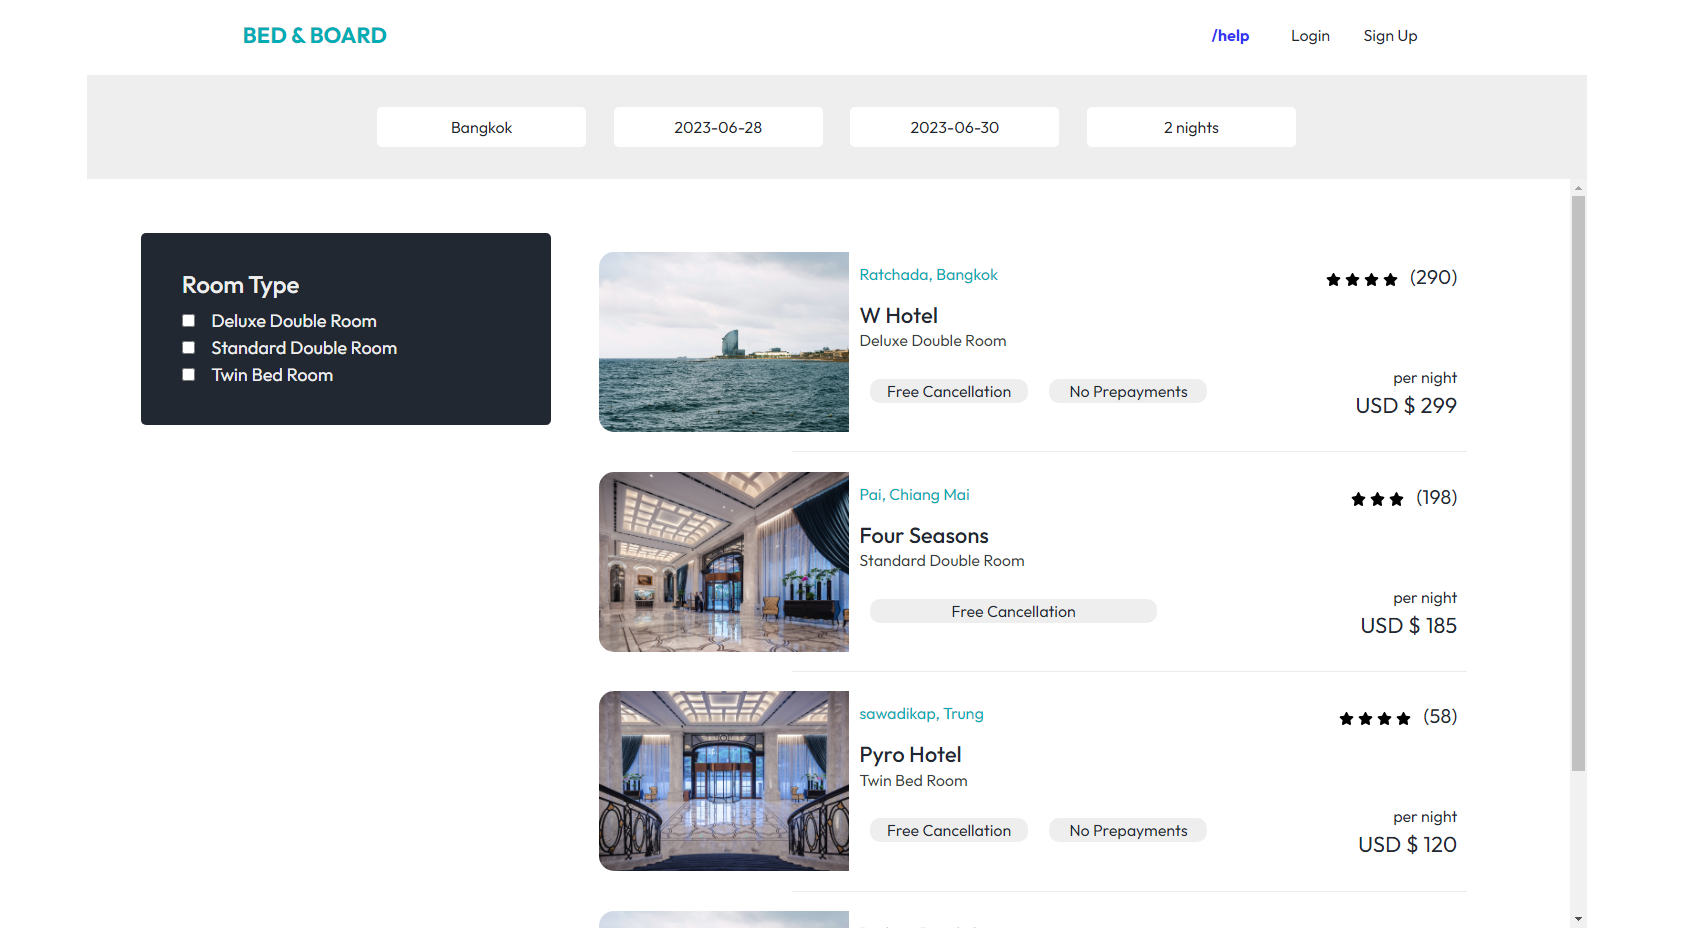 BED & BOARD
/help Login Sign Up
Bangkok 2023-06-28 2023-06-30 2 nights
Room Type
Deluxe Double Room
Standard Double Room
Twin Bed Room
Ratchada, Bangkok
(290)
W Hotel
Deluxe Double Room
Free Cancellation No Prepayments
per night
USD $ 299
Pai, Chiang Mai
(198)
Four Seasons
Standard Double Room
Free Cancellation
per night
USD $ 185
sawadikap, Trung
(58)
Pyro Hotel
Twin Bed Room
Free Cancellation No Prepayments
per night
USD $ 120